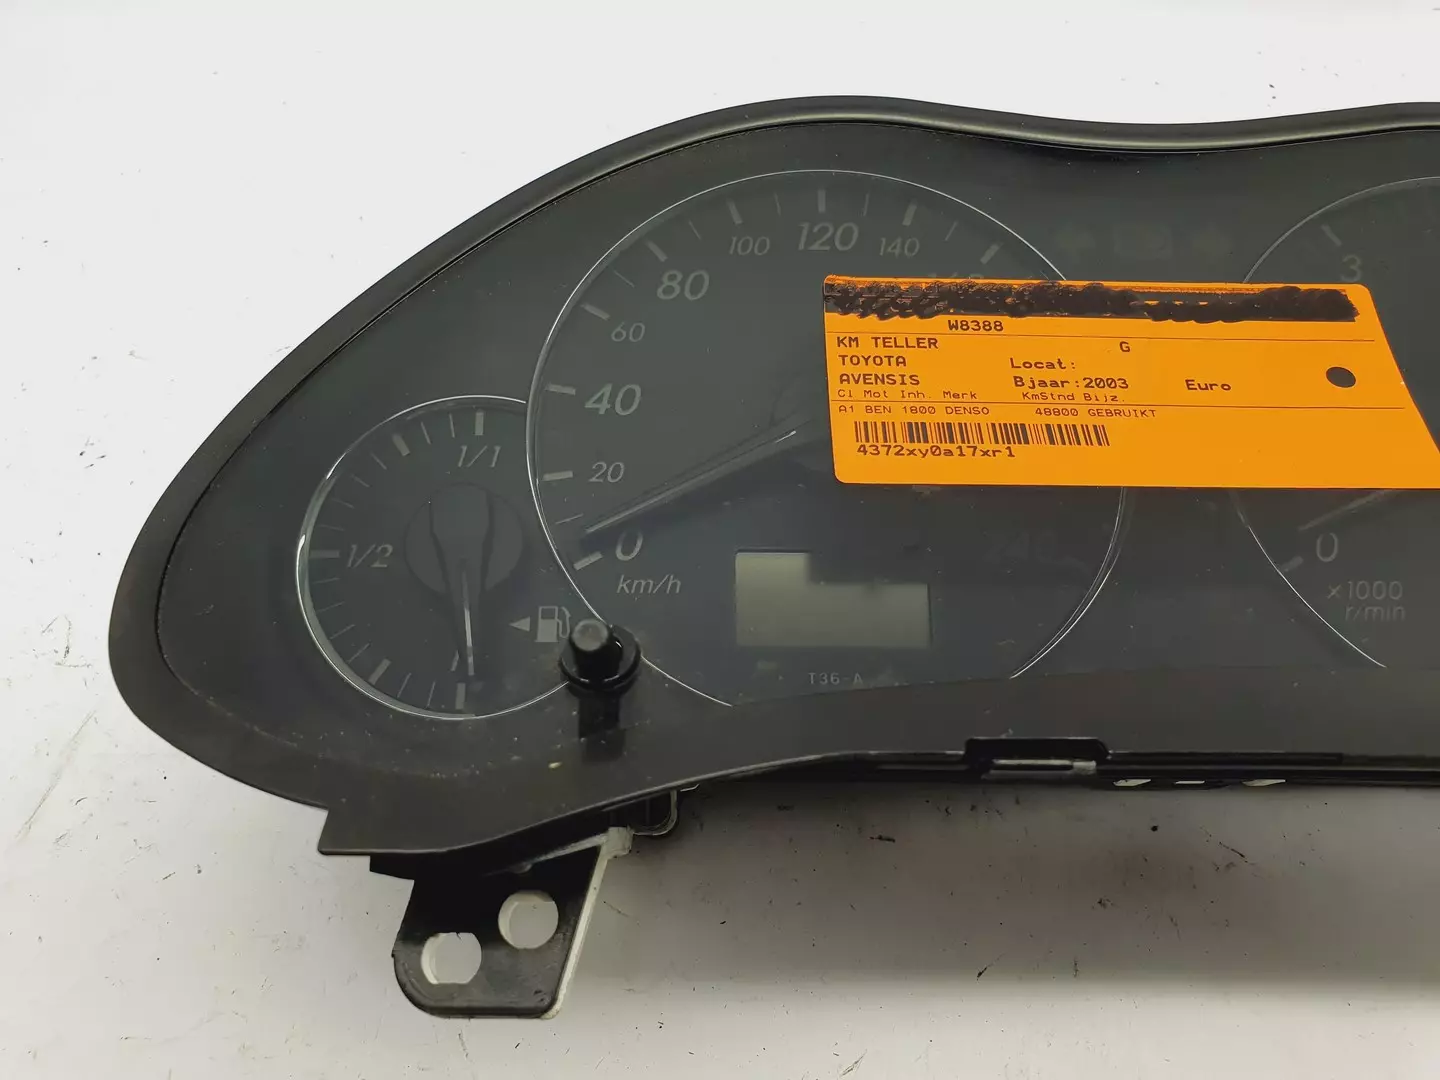 100 120 140
80
60
40
20
0
km/h
1/1
1/2
T36-A
3
0
x1000
r/min
W8388
KM TELLER G
TOYOTA Locat:
AVENSIS Bjaar:2003 Euro
Cl Mot Inh. Merk KmStnd Bijz.
A1 BEN 1800 DENSO 48800 GEBRUIKT
4372xy0a17xr1